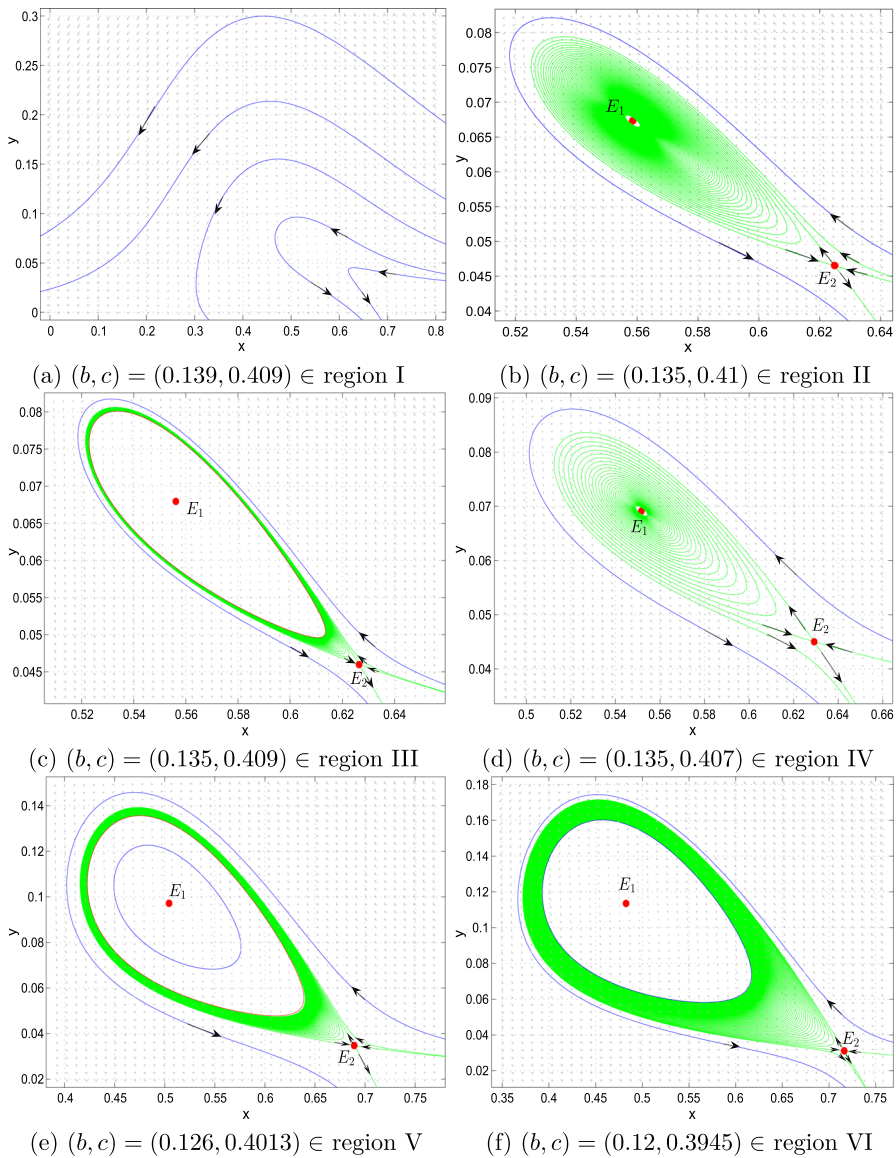 0.3
0.25
0.2
0.15
0.1
0.05
0
y
0 0.1 0.2 0.3 0.4 0.5 0.6 0.7 0.8
x
(a) (b, c) = (0.139, 0.409) ∈ region I
0.08
0.07
0.06
0.05
0.04
y
E₁
E₂
0.52 0.54 0.56 0.58 0.6 0.62 0.64
x
(b) (b, c) = (0.135, 0.41) ∈ region II
0.08
0.075
0.07
0.065
0.06
0.055
0.05
0.045
y
E₁
E₂
0.52 0.54 0.56 0.58 0.6 0.62 0.64
x
(c) (b, c) = (0.135, 0.409) ∈ region III
0.09
0.08
0.07
0.06
0.05
0.04
y
E₁
E₂
0.5 0.52 0.54 0.56 0.58 0.6 0.62 0.64 0.66
x
(d) (b, c) = (0.135, 0.407) ∈ region IV
0.14
0.12
0.1
0.08
0.06
0.04
0.02
y
E₁
E₂
0.4 0.45 0.5 0.55 0.6 0.65 0.7 0.75
x
(e) (b, c) = (0.126, 0.4013) ∈ region V
0.18
0.16
0.14
0.12
0.1
0.08
0.06
0.04
0.02
y
E₁
E₂
0.35 0.4 0.45 0.5 0.55 0.6 0.65 0.7 0.75
x
(f) (b, c) = (0.12, 0.3945) ∈ region VI